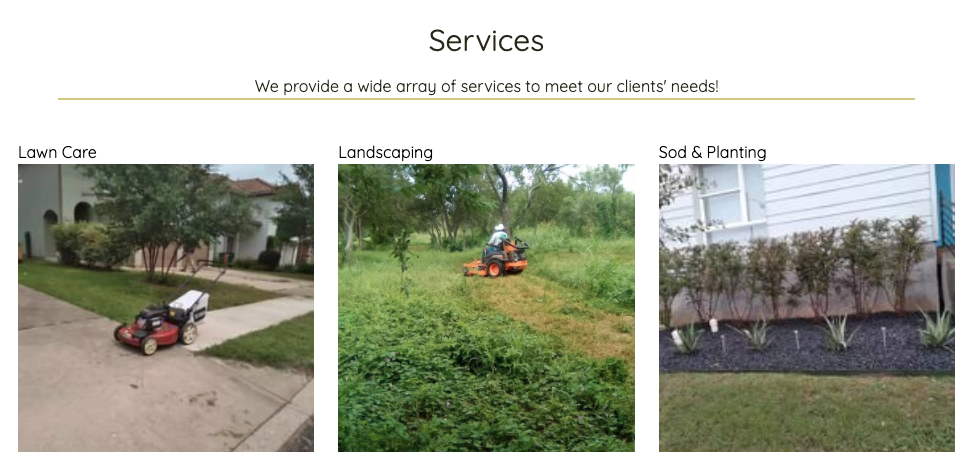 Services
We provide a wide array of services to meet our clients' needs!
Lawn Care
Landscaping
Sod & Planting